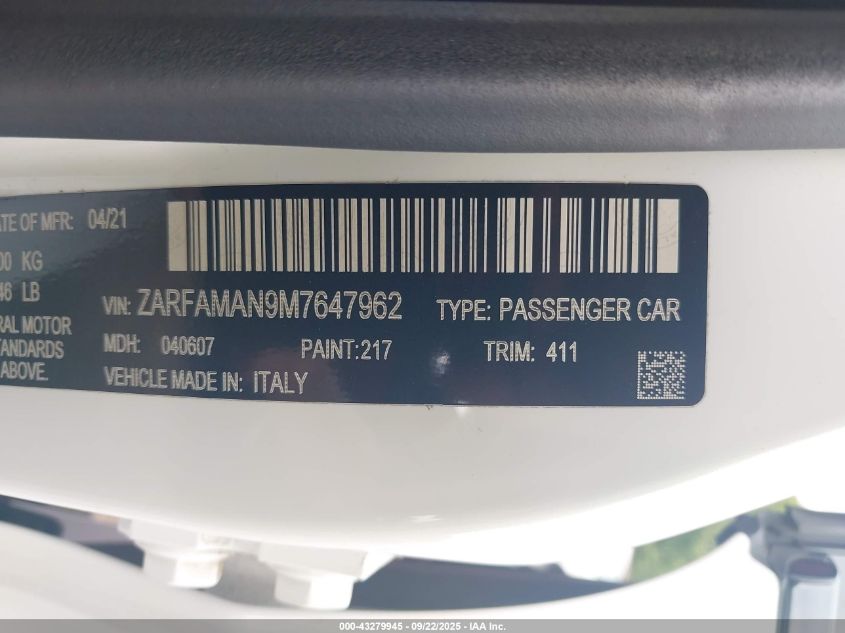 ATE OF MFR: 04/21
00 KG
46 LB
VIN: ZARFAMAN9M7647962 TYPE: PASSENGER CAR
RAL MOTOR
MDH: 040607 PAINT:217 TRIM: 411
TANDARDS
ABOVE.
VEHICLE MADE IN: ITALY
000-43279945 - 09/22/2025 - IAA Inc.